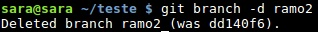 sara@sara ~/teste $ git branch -d ramo2
Deleted branch ramo2 (was dd140f6).